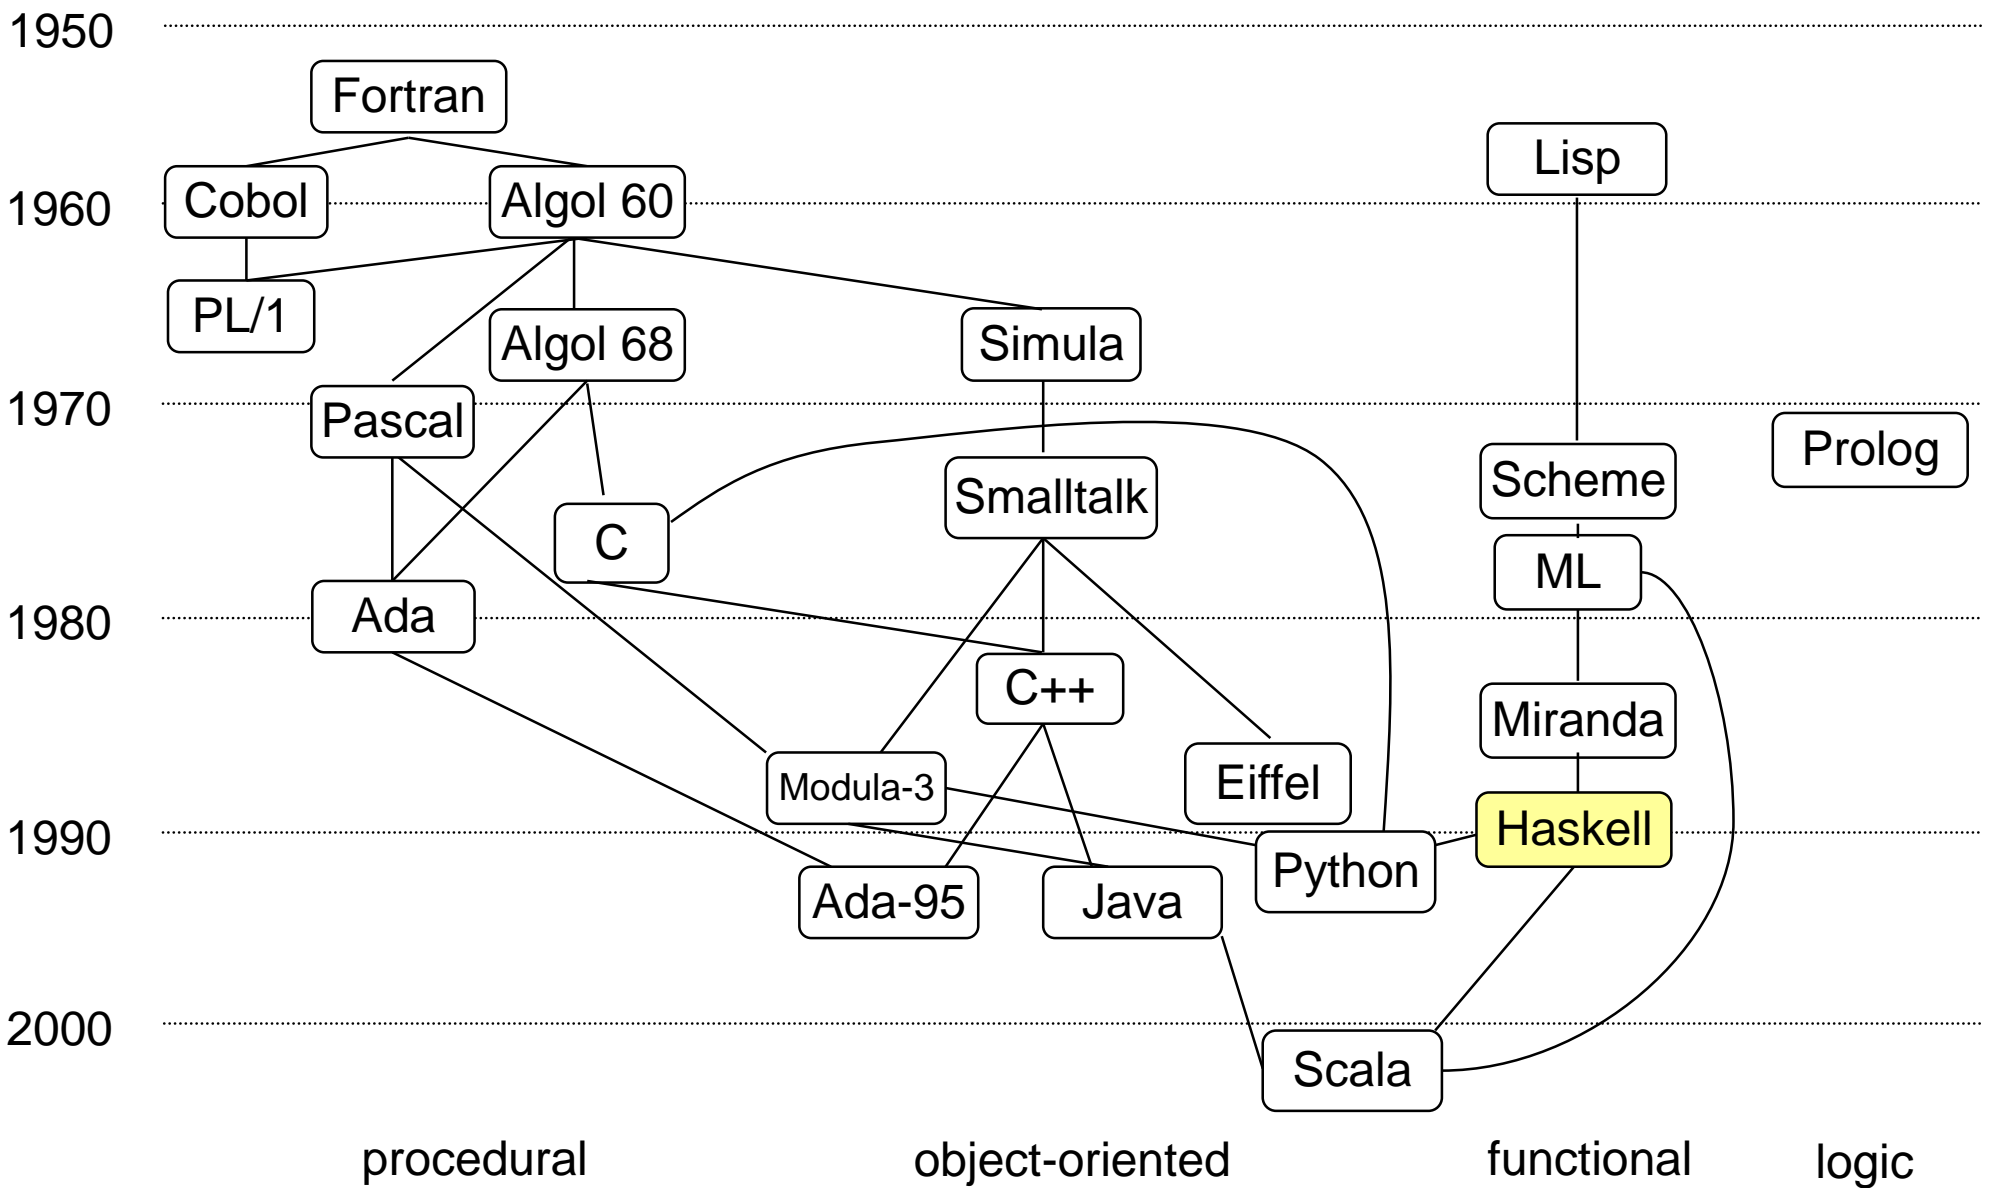 1950
Fortran
Lisp
Cobol
Algol 60
1960
PL/1
Algol 68
Simula
1970
Pascal
Prolog
Scheme
Smalltalk
C
ML
Ada
1980
C++
Miranda
Modula-3
Eiffel
1990
Haskell
Python
Ada-95
Java
2000
Scala
procedural
object-oriented
functional
logic